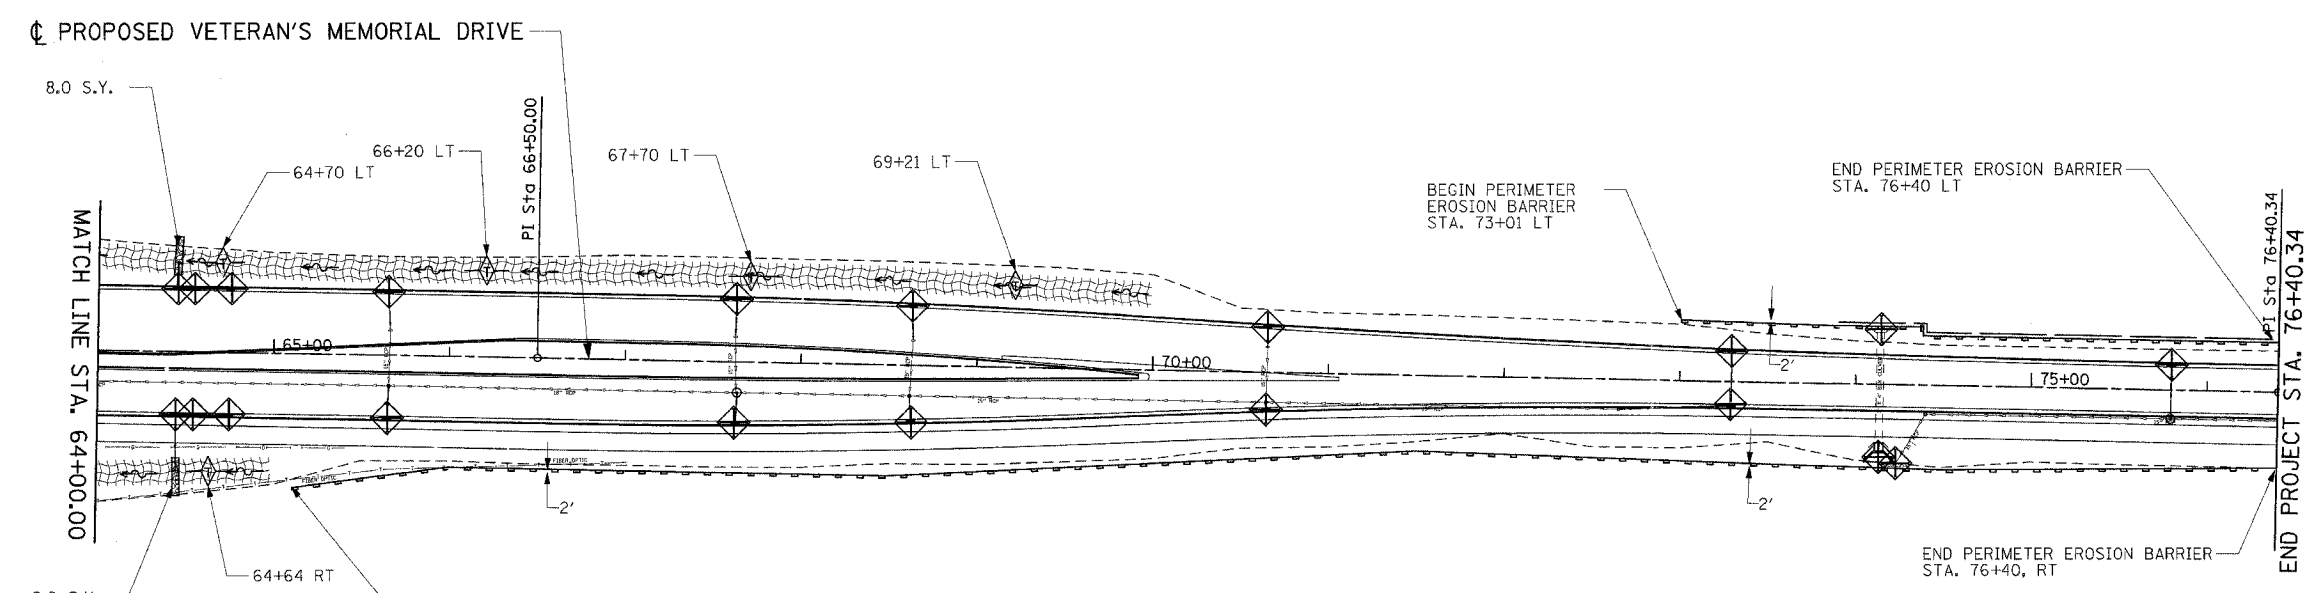 ℄ PROPOSED VETERAN'S MEMORIAL DRIVE
8.0 S.Y.
64+70 LT
66+20 LT
PI Sta 66+50.00
67+70 LT
69+21 LT
BEGIN PERIMETER
EROSION BARRIER
STA. 73+01 LT
END PERIMETER EROSION BARRIER
STA. 76+40 LT
PI Sta 76+40.34
END PROJECT STA. 76+40.34
MATCH LINE STA. 64+00.00
65+00
70+00
75+00
2'
FIBER OPTIC
FIBER OPTIC
2'
2'
64+64 RT
END PERIMETER EROSION BARRIER
STA. 76+40, RT